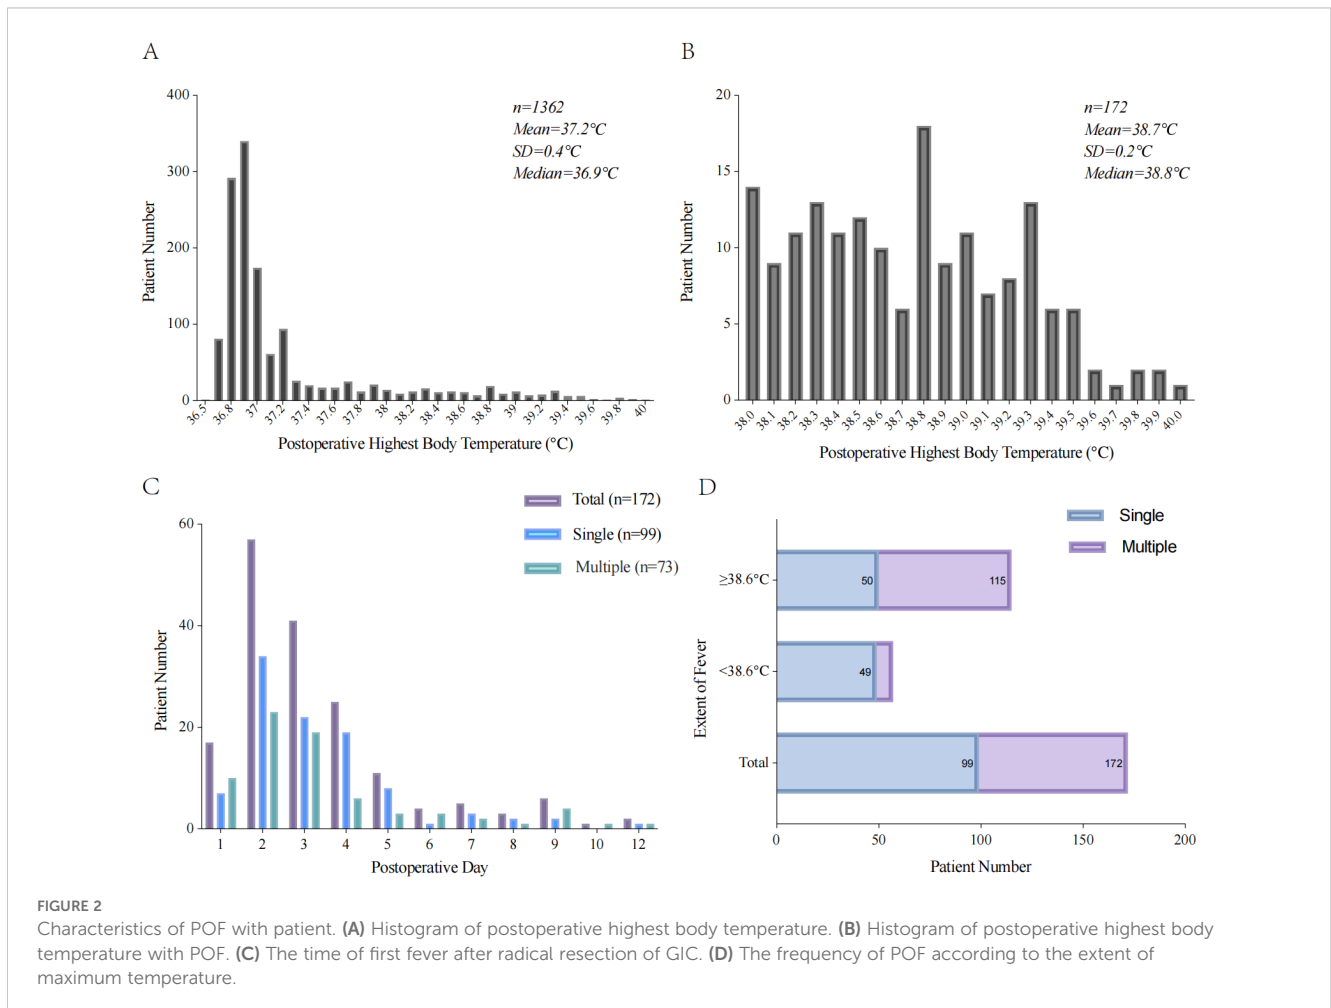 A
400
300
200
100
0
Patient Number
n=1362
Mean=37.2°C
SD=0.4°C
Median=36.9°C
36.5 36.8 37 37.2 37.4 37.6 37.8 38 38.2 38.4 38.6 38.8 39 39.2 39.4 39.6 39.8 40
Postoperative Highest Body Temperature (°C)
B
20
15
10
5
0
Patient Number
n=172
Mean=38.7°C
SD=0.2°C
Median=38.8°C
38.0 38.1 38.2 38.3 38.4 38.5 38.6 38.7 38.8 38.9 39.0 39.1 39.2 39.3 39.4 39.5 39.6 39.7 39.8 39.9 40.0
Postoperative Highest Body Temperature (°C)
C
Total (n=172)
Single (n=99)
Multiple (n=73)
60
40
20
0
Patient Number
1 2 3 4 5 6 7 8 9 10 12
Postoperative Day
D
Single
Multiple
Extent of Fever
≥38.6°C 50 115
<38.6°C 49
Total 99 172
0 50 100 150 200
Patient Number
FIGURE 2
Characteristics of POF with patient. (A) Histogram of postoperative highest body temperature. (B) Histogram of postoperative highest body
temperature with POF. (C) The time of first fever after radical resection of GIC. (D) The frequency of POF according to the extent of
maximum temperature.